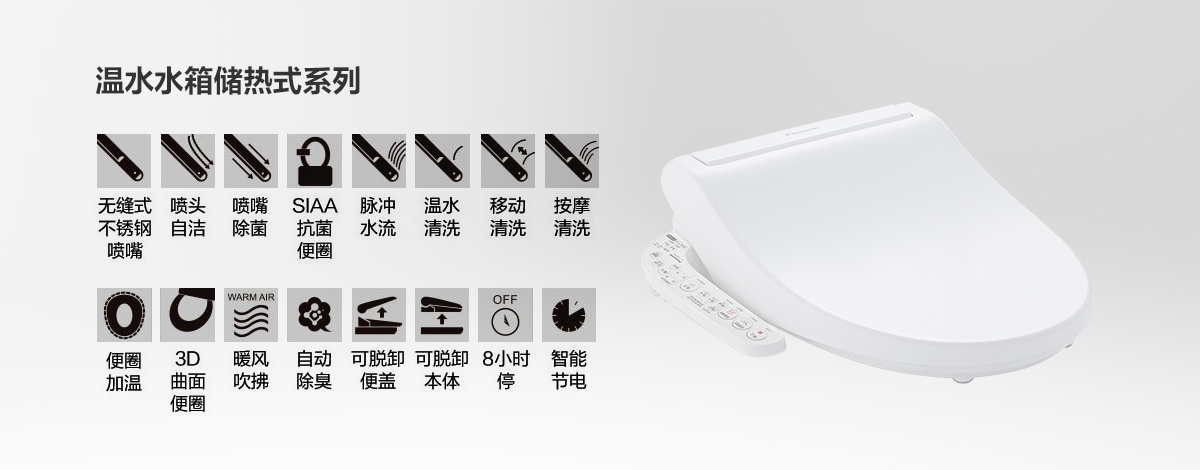 温水水箱储热式系列
无缝式
不锈钢
喷嘴
喷头
自洁
喷嘴
除菌
SIAA
抗菌
便圈
脉冲
水流
温水
清洗
移动
清洗
按摩
清洗
便圈
加温
3D
曲面
便圈
WARM AIR
暖风
吹拂
自动
除臭
可脱卸
便盖
可脱卸
本体
OFF
8小时
停
智能
节电
Panasonic